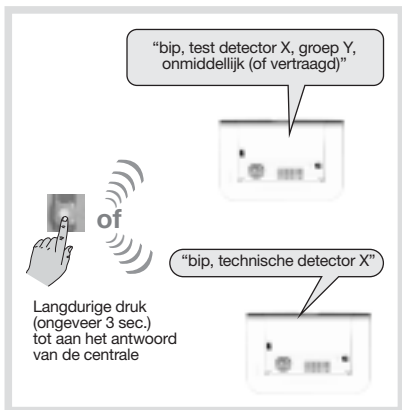 “bip, test detector X, groep Y,
onmiddellijk (of vertraagd)”
of
“bip, technische detector X”
Langdurige druk
(ongeveer 3 sec.)
tot aan het antwoord
van de centrale